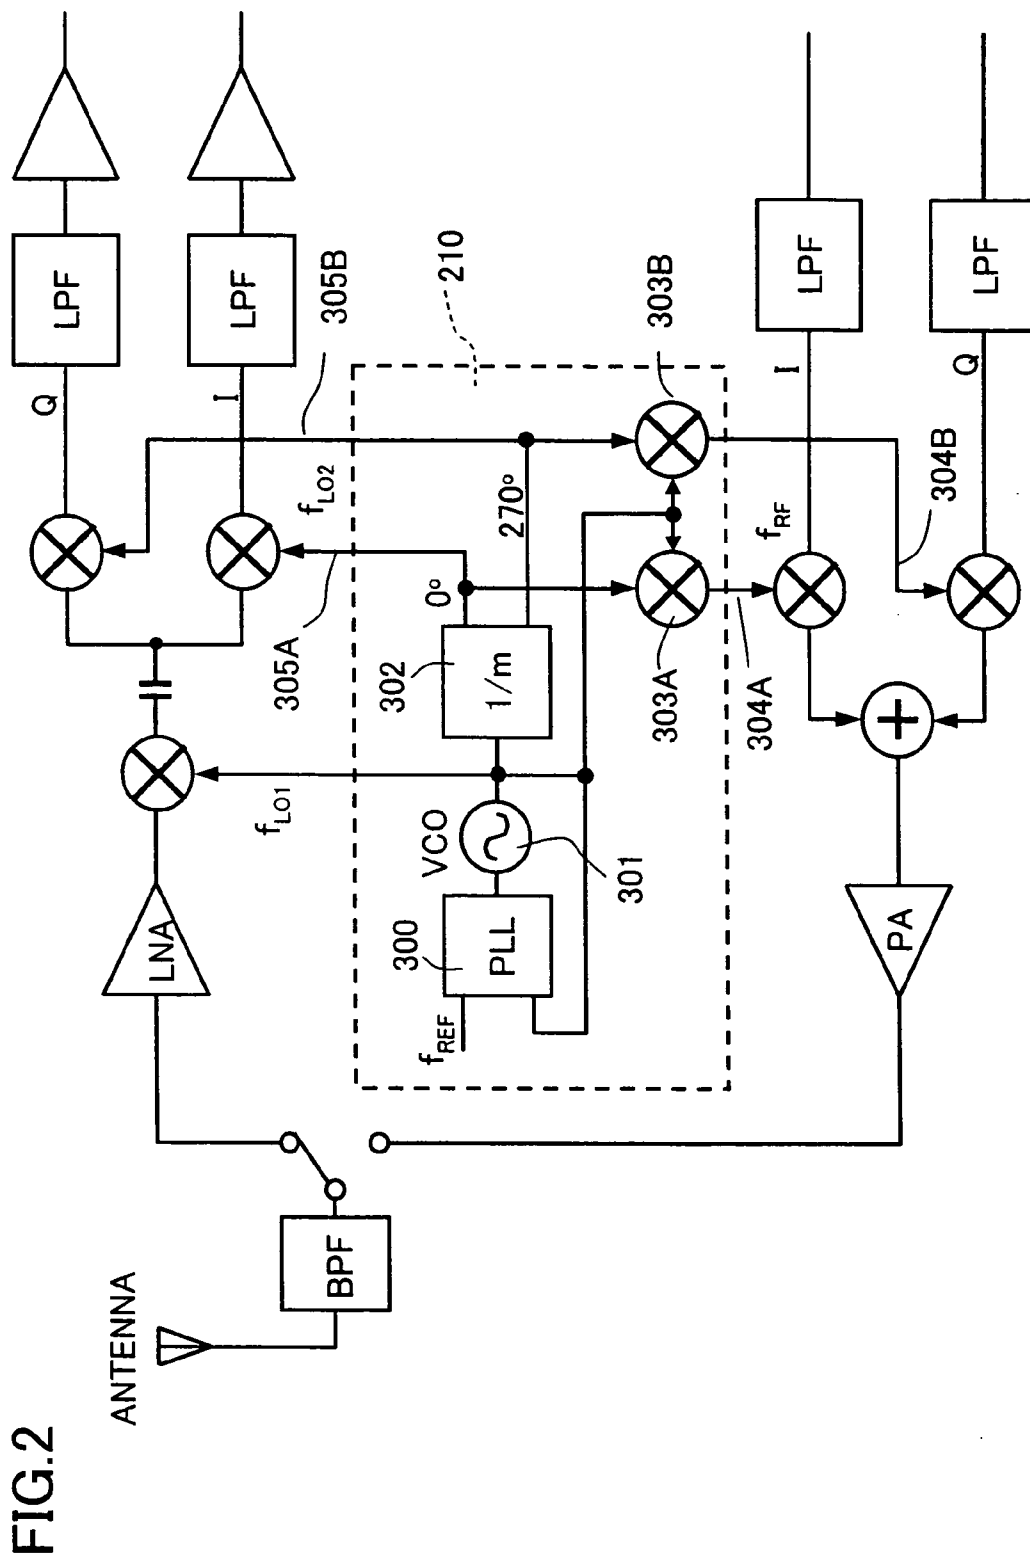 FIG.2
ANTENNA
BPF
LNA
f_LO1
Q
I
LPF
LPF
305A
f_LO2
305B
210
f_REF
300
PLL
VCO
301
302
1/m
0°
270°
303A
303B
304A
f_RF
304B
PA
I
Q
LPF
LPF